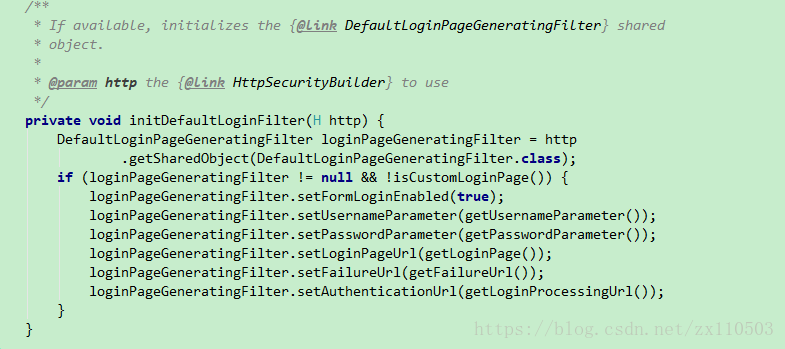 /**
 * If available, initializes the {@link DefaultLoginPageGeneratingFilter} shared
 * object.
 *
 * @param http the {@link HttpSecurityBuilder} to use
 */
private void initDefaultLoginFilter(H http) {
    DefaultLoginPageGeneratingFilter loginPageGeneratingFilter = http
            .getSharedObject(DefaultLoginPageGeneratingFilter.class);
    if (loginPageGeneratingFilter != null && !isCustomLoginPage()) {
        loginPageGeneratingFilter.setFormLoginEnabled(true);
        loginPageGeneratingFilter.setUsernameParameter(getUsernameParameter());
        loginPageGeneratingFilter.setPasswordParameter(getPasswordParameter());
        loginPageGeneratingFilter.setLoginPageUrl(getLoginPage());
        loginPageGeneratingFilter.setFailureUrl(getFailureUrl());
        loginPageGeneratingFilter.setAuthenticationUrl(getLoginProcessingUrl());
    }
}
https://blog.csdn.net/zx110503